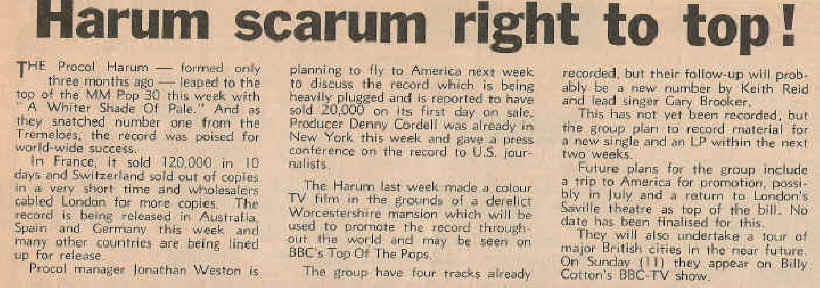 Harum scarum right to top!
THE Procol Harum — formed only
three months ago — leaped to the
top of the MM Pop 30 this week with
"A Whiter Shade Of Pale." And as
they snatched number one from the
Tremeloes, the record was poised for
world-wide success.
In France, it sold 120,000 in 10
days and Switzerland sold out of copies
in a very short time and wholesalers
cabled London for more copies. The
record is being released in Australia,
Spain and Germany this week and
many other countries are being lined
up for release.
Procol manager Jonathan Weston is
planning to fly to America next week
to discuss the record which is being
heavily plugged and is reported to have
sold 20,000 on its first day on sale.
Producer Denny Cordell was already in
New York this week and gave a press
conference on the record to U.S. jour-
nalists.
The Harum last week made a colour
TV film in the grounds of a derelict
Worcestershire mansion which will be
used to promote the record through-
out the world and may be seen on
BBC's Top Of The Pops.
The group have four tracks already
recorded, but their follow-up will prob-
ably be a new number by Keith Reid
and lead singer Gary Brooker.
This has not yet been recorded, but
the group plan to record material for
a new single and an LP within the next
two weeks.
Future plans for the group include
a trip to America for promotion, possi-
bly in July and a return to London's
Saville theatre as top of the bill. No
date has been finalised for this.
They will also undertake a tour of
major British cities in the near future.
On Sunday (11) they appear on Billy
Cotton's BBC-TV show.